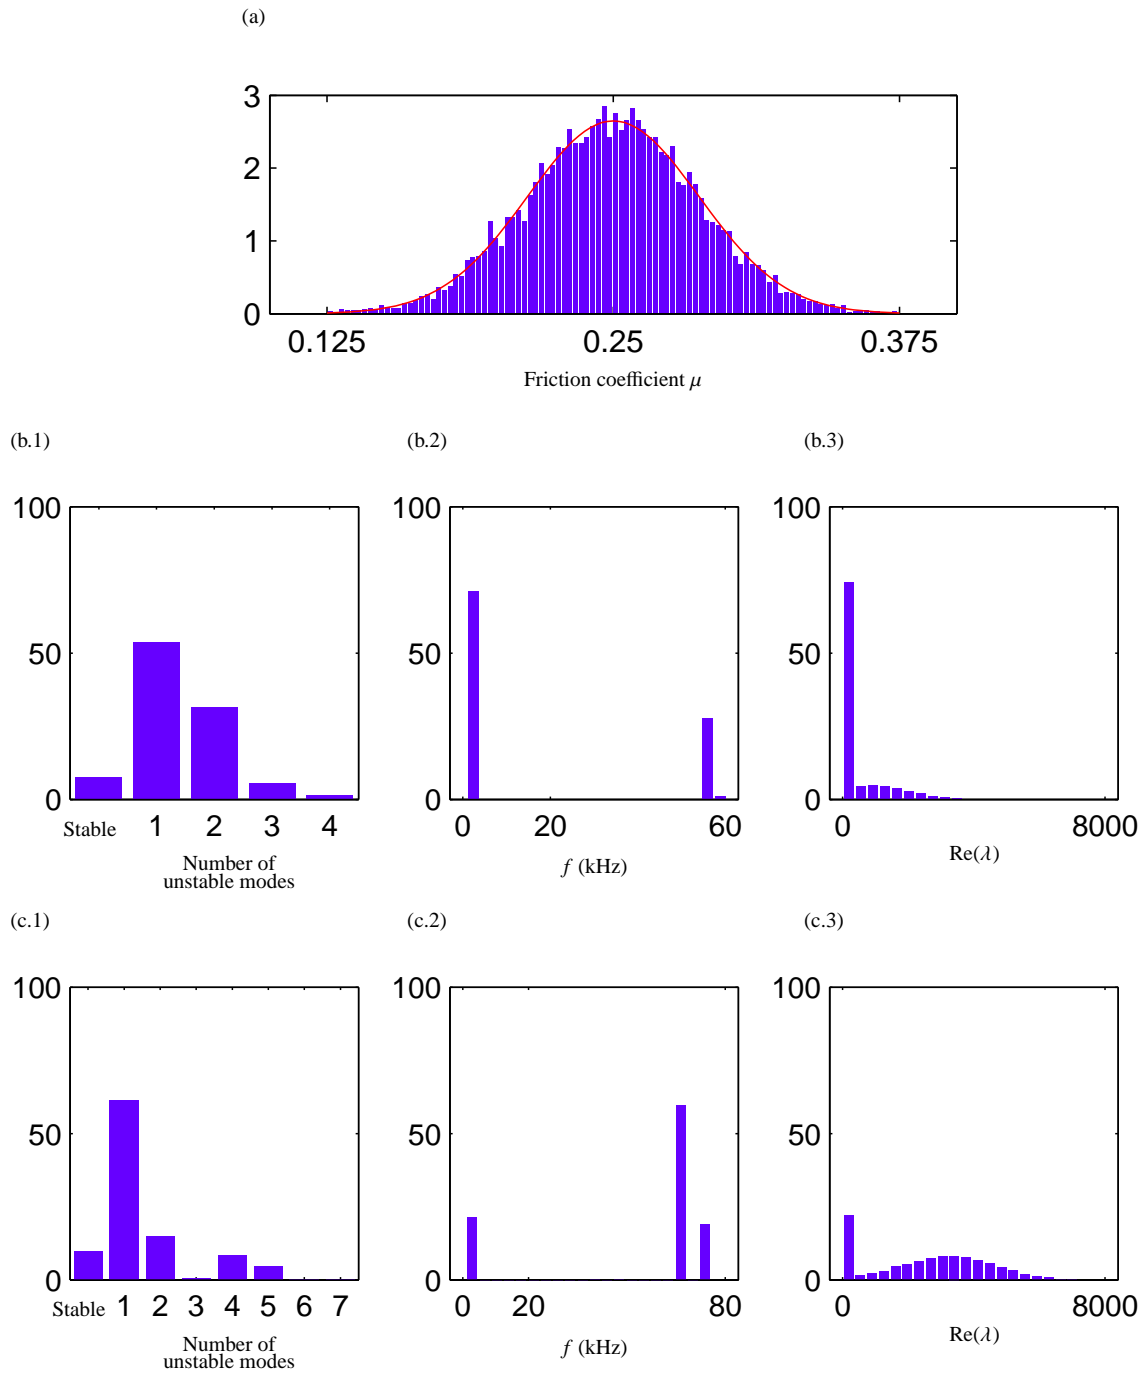 (a)
3
2
1
0
0.125 0.25 0.375
Friction coefficient μ
(b.1) (b.2) (b.3)
100 100 100
50 50 50
0 0 0
Stable 1 2 3 4 0 20 60 0 8000
Number of
unstable modes
f (kHz)
Re(λ)
(c.1) (c.2) (c.3)
100 100 100
50 50 50
0 0 0
Stable 1 2 3 4 5 6 7 0 20 80 0 8000
Number of
unstable modes
f (kHz)
Re(λ)